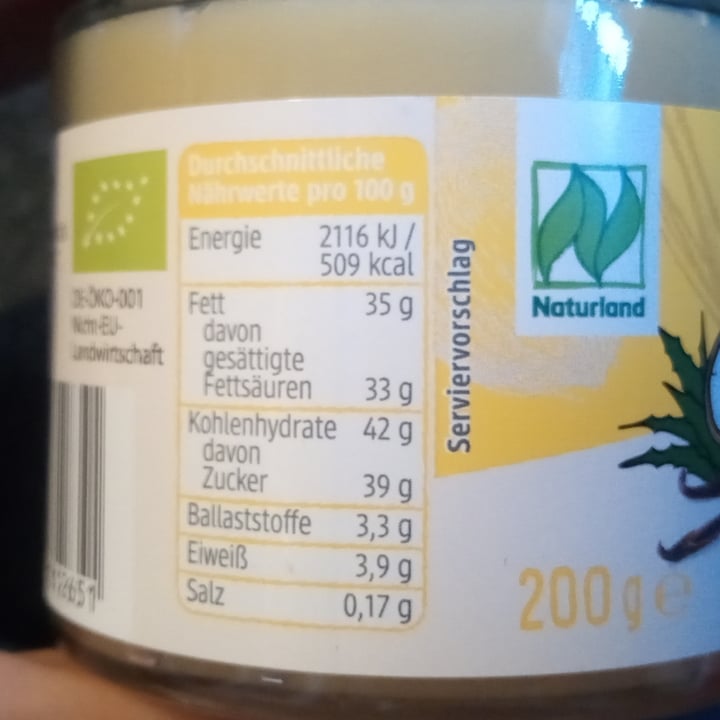 DE-ÖKO-001
Nicht-EU-
Landwirtschaft
Durchschnittliche
Nährwerte pro 100 g
Energie 2116 kJ /
509 kcal
Fett 35 g
davon
gesättigte
Fettsäuren 33 g
Kohlenhydrate 42 g
davon
Zucker 39 g
Ballaststoffe 3,3 g
Eiweiß 3,9 g
Salz 0,17 g
Serviervorschlag
Naturland
200 g e